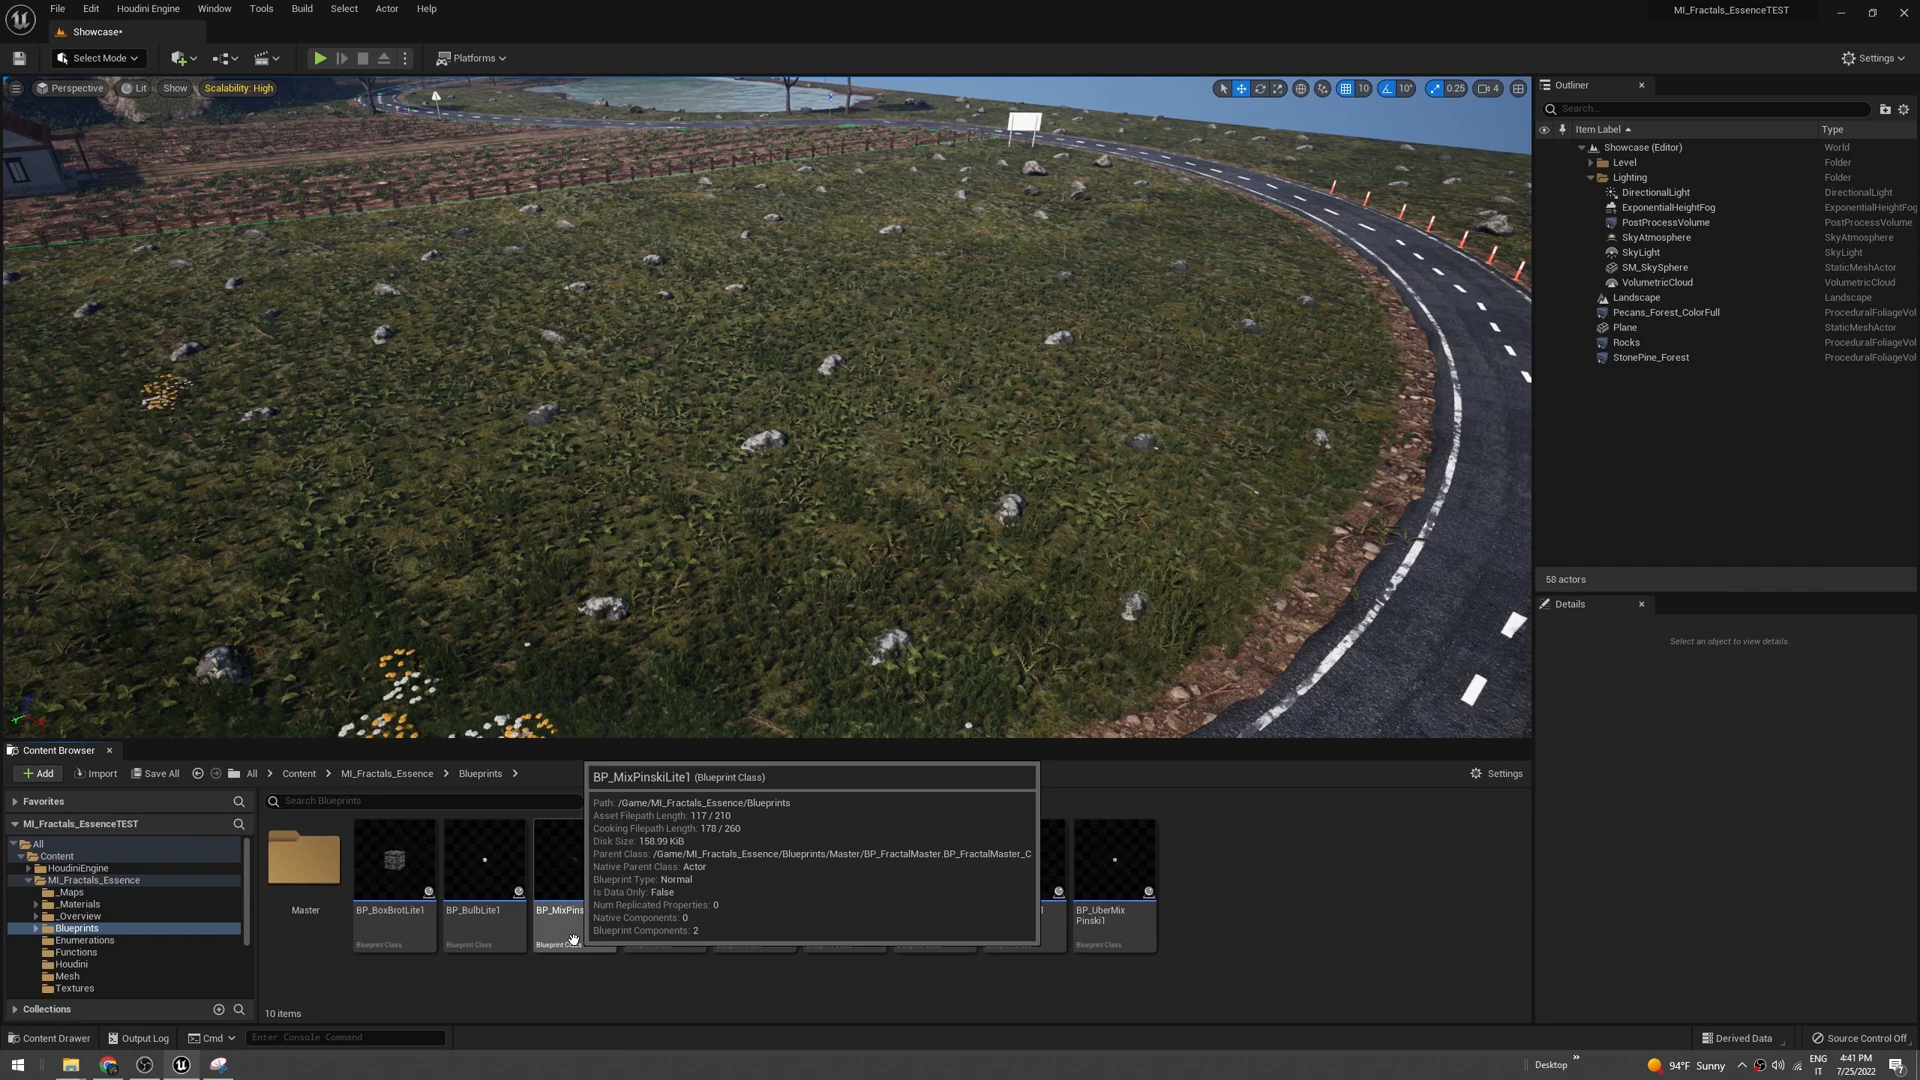 File Edit Houdini Engine Window Tools Build Select Actor Help
MI_Fractals_EssenceTEST
Showcase•
Select Mode
Platforms
Settings
Perspective Lit Show Scalability: High
10 10° 0.25 4
Outliner
Search...
Item Label Type
Showcase (Editor) World
Level Folder
Lighting Folder
DirectionalLight DirectionalLight
ExponentialHeightFog ExponentialHeightFog
PostProcessVolume PostProcessVolume
SkyAtmosphere SkyAtmosphere
SkyLight SkyLight
SM_SkySphere StaticMeshActor
VolumetricCloud VolumetricCloud
Landscape Landscape
Pecans_Forest_ColorFull ProceduralFoliageVol
Plane StaticMeshActor
Rocks ProceduralFoliageVol
StonePine_Forest ProceduralFoliageVol
58 actors
Details
Select an object to view details.
Content Browser
Add Import Save All All Content MI_Fractals_Essence Blueprints
Settings
Favorites
MI_Fractals_EssenceTEST
All
Content
HoudiniEngine
MI_Fractals_Essence
_Maps
_Materials
_Overview
Blueprints
Enumerations
Functions
Houdini
Mesh
Textures
Collections
Search Blueprints
Master
BP_BoxBrotLite1
Blueprint Class
BP_BulbLite1
Blueprint Class
BP_MixPins
Blueprint Class
BP_MixPinskiLite1 (Blueprint Class)
Path: /Game/MI_Fractals_Essence/Blueprints
Asset Filepath Length: 117 / 210
Cooking Filepath Length: 178 / 260
Disk Size: 158.99 KiB
Parent Class: /Game/MI_Fractals_Essence/Blueprints/Master/BP_FractalMaster.BP_FractalMaster_C
Native Parent Class: Actor
Blueprint Type: Normal
Is Data Only: False
Num Replicated Properties: 0
Native Components: 0
Blueprint Components: 2
1
BP_UberMix
Pinski1
Blueprint Class
10 items
Content Drawer Output Log Cmd Enter Console Command
Derived Data Source Control Off
Desktop
94°F Sunny
ENG
IT
4:41 PM
7/25/2022
7